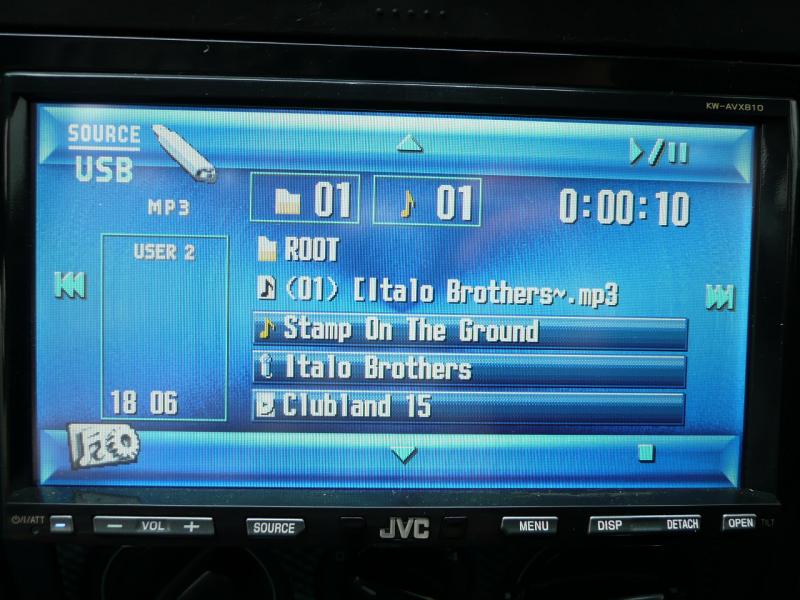 KW-AVX810
SOURCE
USB
MP3
01 01 0:00:10
USER 2
ROOT
(01) [Italo Brothers~.mp3
Stamp On The Ground
Italo Brothers
Clubland 15
18 06
⏻/I/ATT
VOL
SOURCE
JVC
MENU
DISP
DETACH
OPEN
TILT